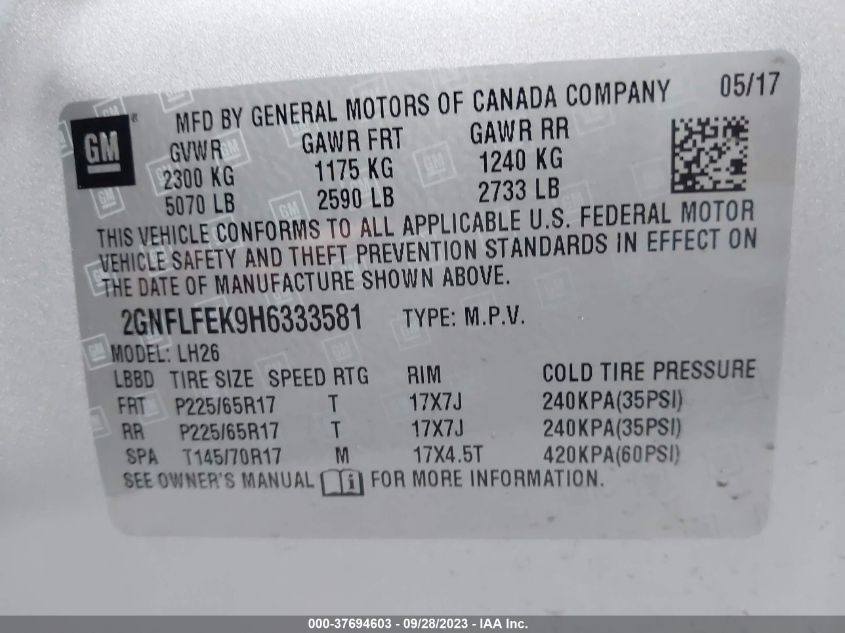 MFD BY GENERAL MOTORS OF CANADA COMPANY 05/17
GM ®
GVWR GAWR FRT GAWR RR
2300 KG 1175 KG 1240 KG
5070 LB 2590 LB 2733 LB
THIS VEHICLE CONFORMS TO ALL APPLICABLE U.S. FEDERAL MOTOR
VEHICLE SAFETY AND THEFT PREVENTION STANDARDS IN EFFECT ON
THE DATE OF MANUFACTURE SHOWN ABOVE.
2GNFLFEK9H6333581 TYPE: M.P.V.
MODEL: LH26
LBBD TIRE SIZE SPEED RTG RIM COLD TIRE PRESSURE
FRT P225/65R17 T 17X7J 240KPA(35PSI)
RR P225/65R17 T 17X7J 240KPA(35PSI)
SPA T145/70R17 M 17X4.5T 420KPA(60PSI)
SEE OWNER'S MANUAL i FOR MORE INFORMATION.
000-37694603 - 09/28/2023 - IAA Inc.